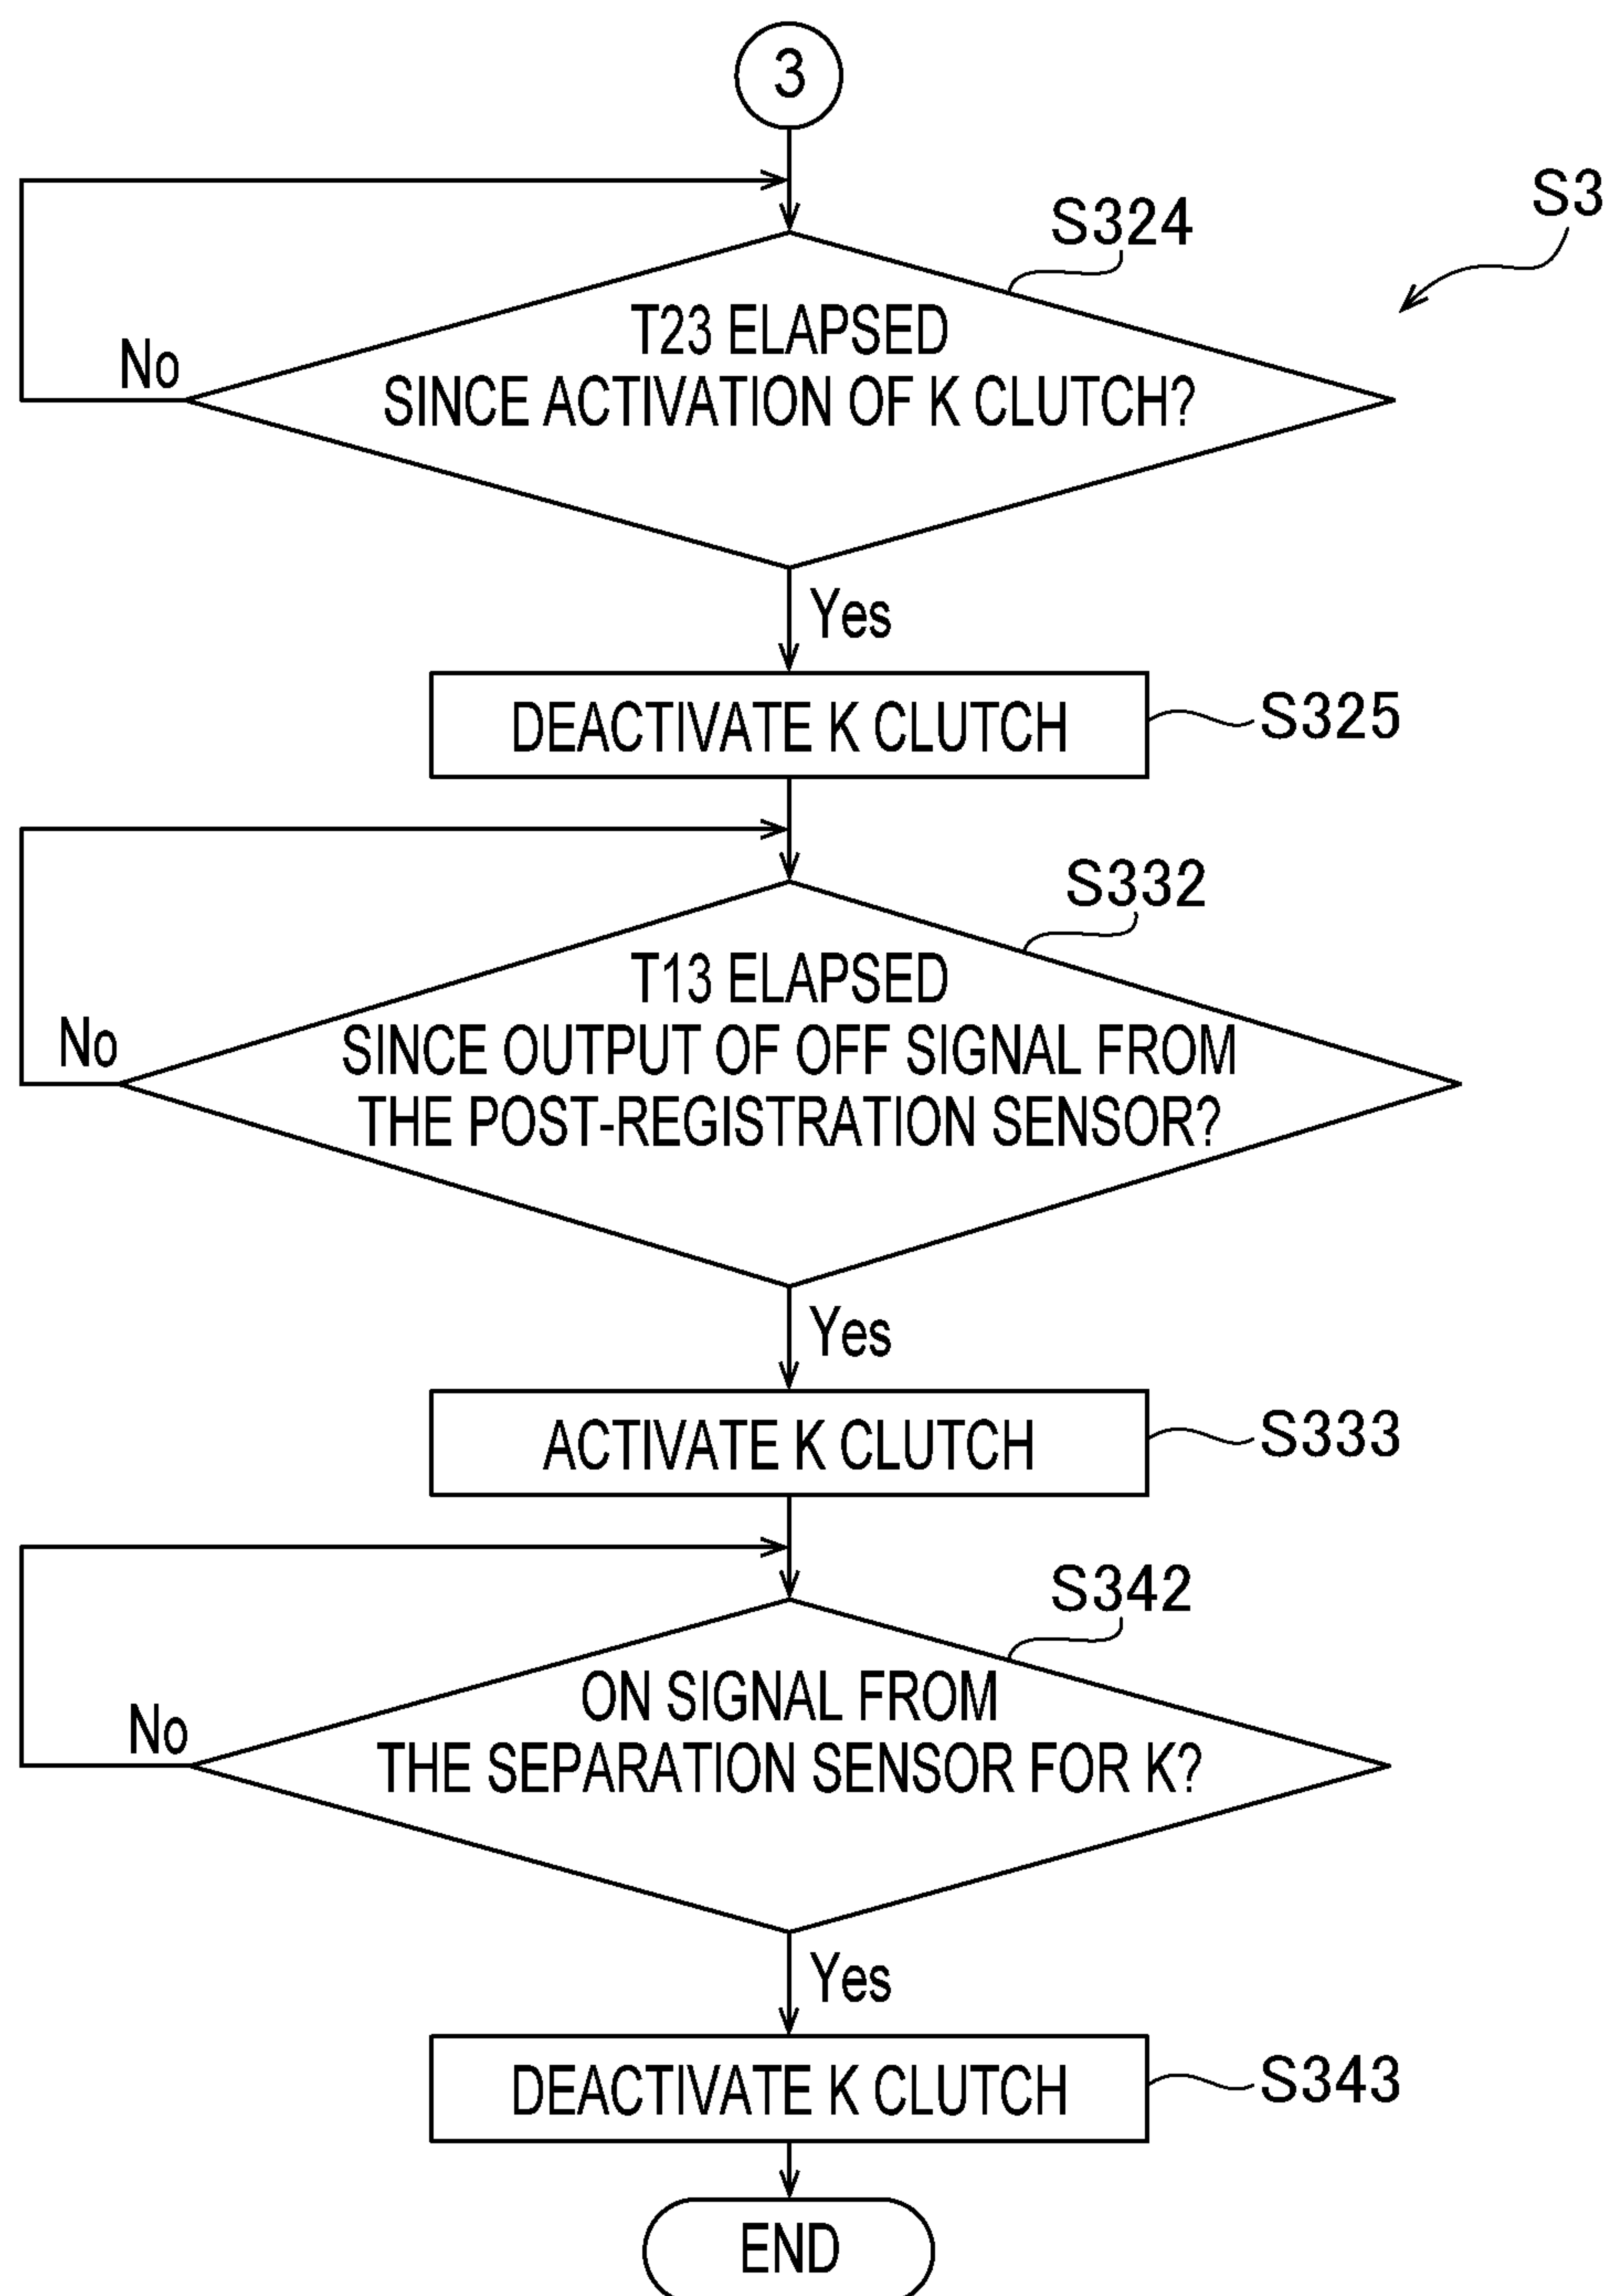 3
S3
S324
T23 ELAPSED
SINCE ACTIVATION OF K CLUTCH?
No
Yes
DEACTIVATE K CLUTCH
S325
S332
T13 ELAPSED
SINCE OUTPUT OF OFF SIGNAL FROM
THE POST-REGISTRATION SENSOR?
No
Yes
ACTIVATE K CLUTCH
S333
S342
ON SIGNAL FROM
THE SEPARATION SENSOR FOR K?
No
Yes
DEACTIVATE K CLUTCH
S343
END